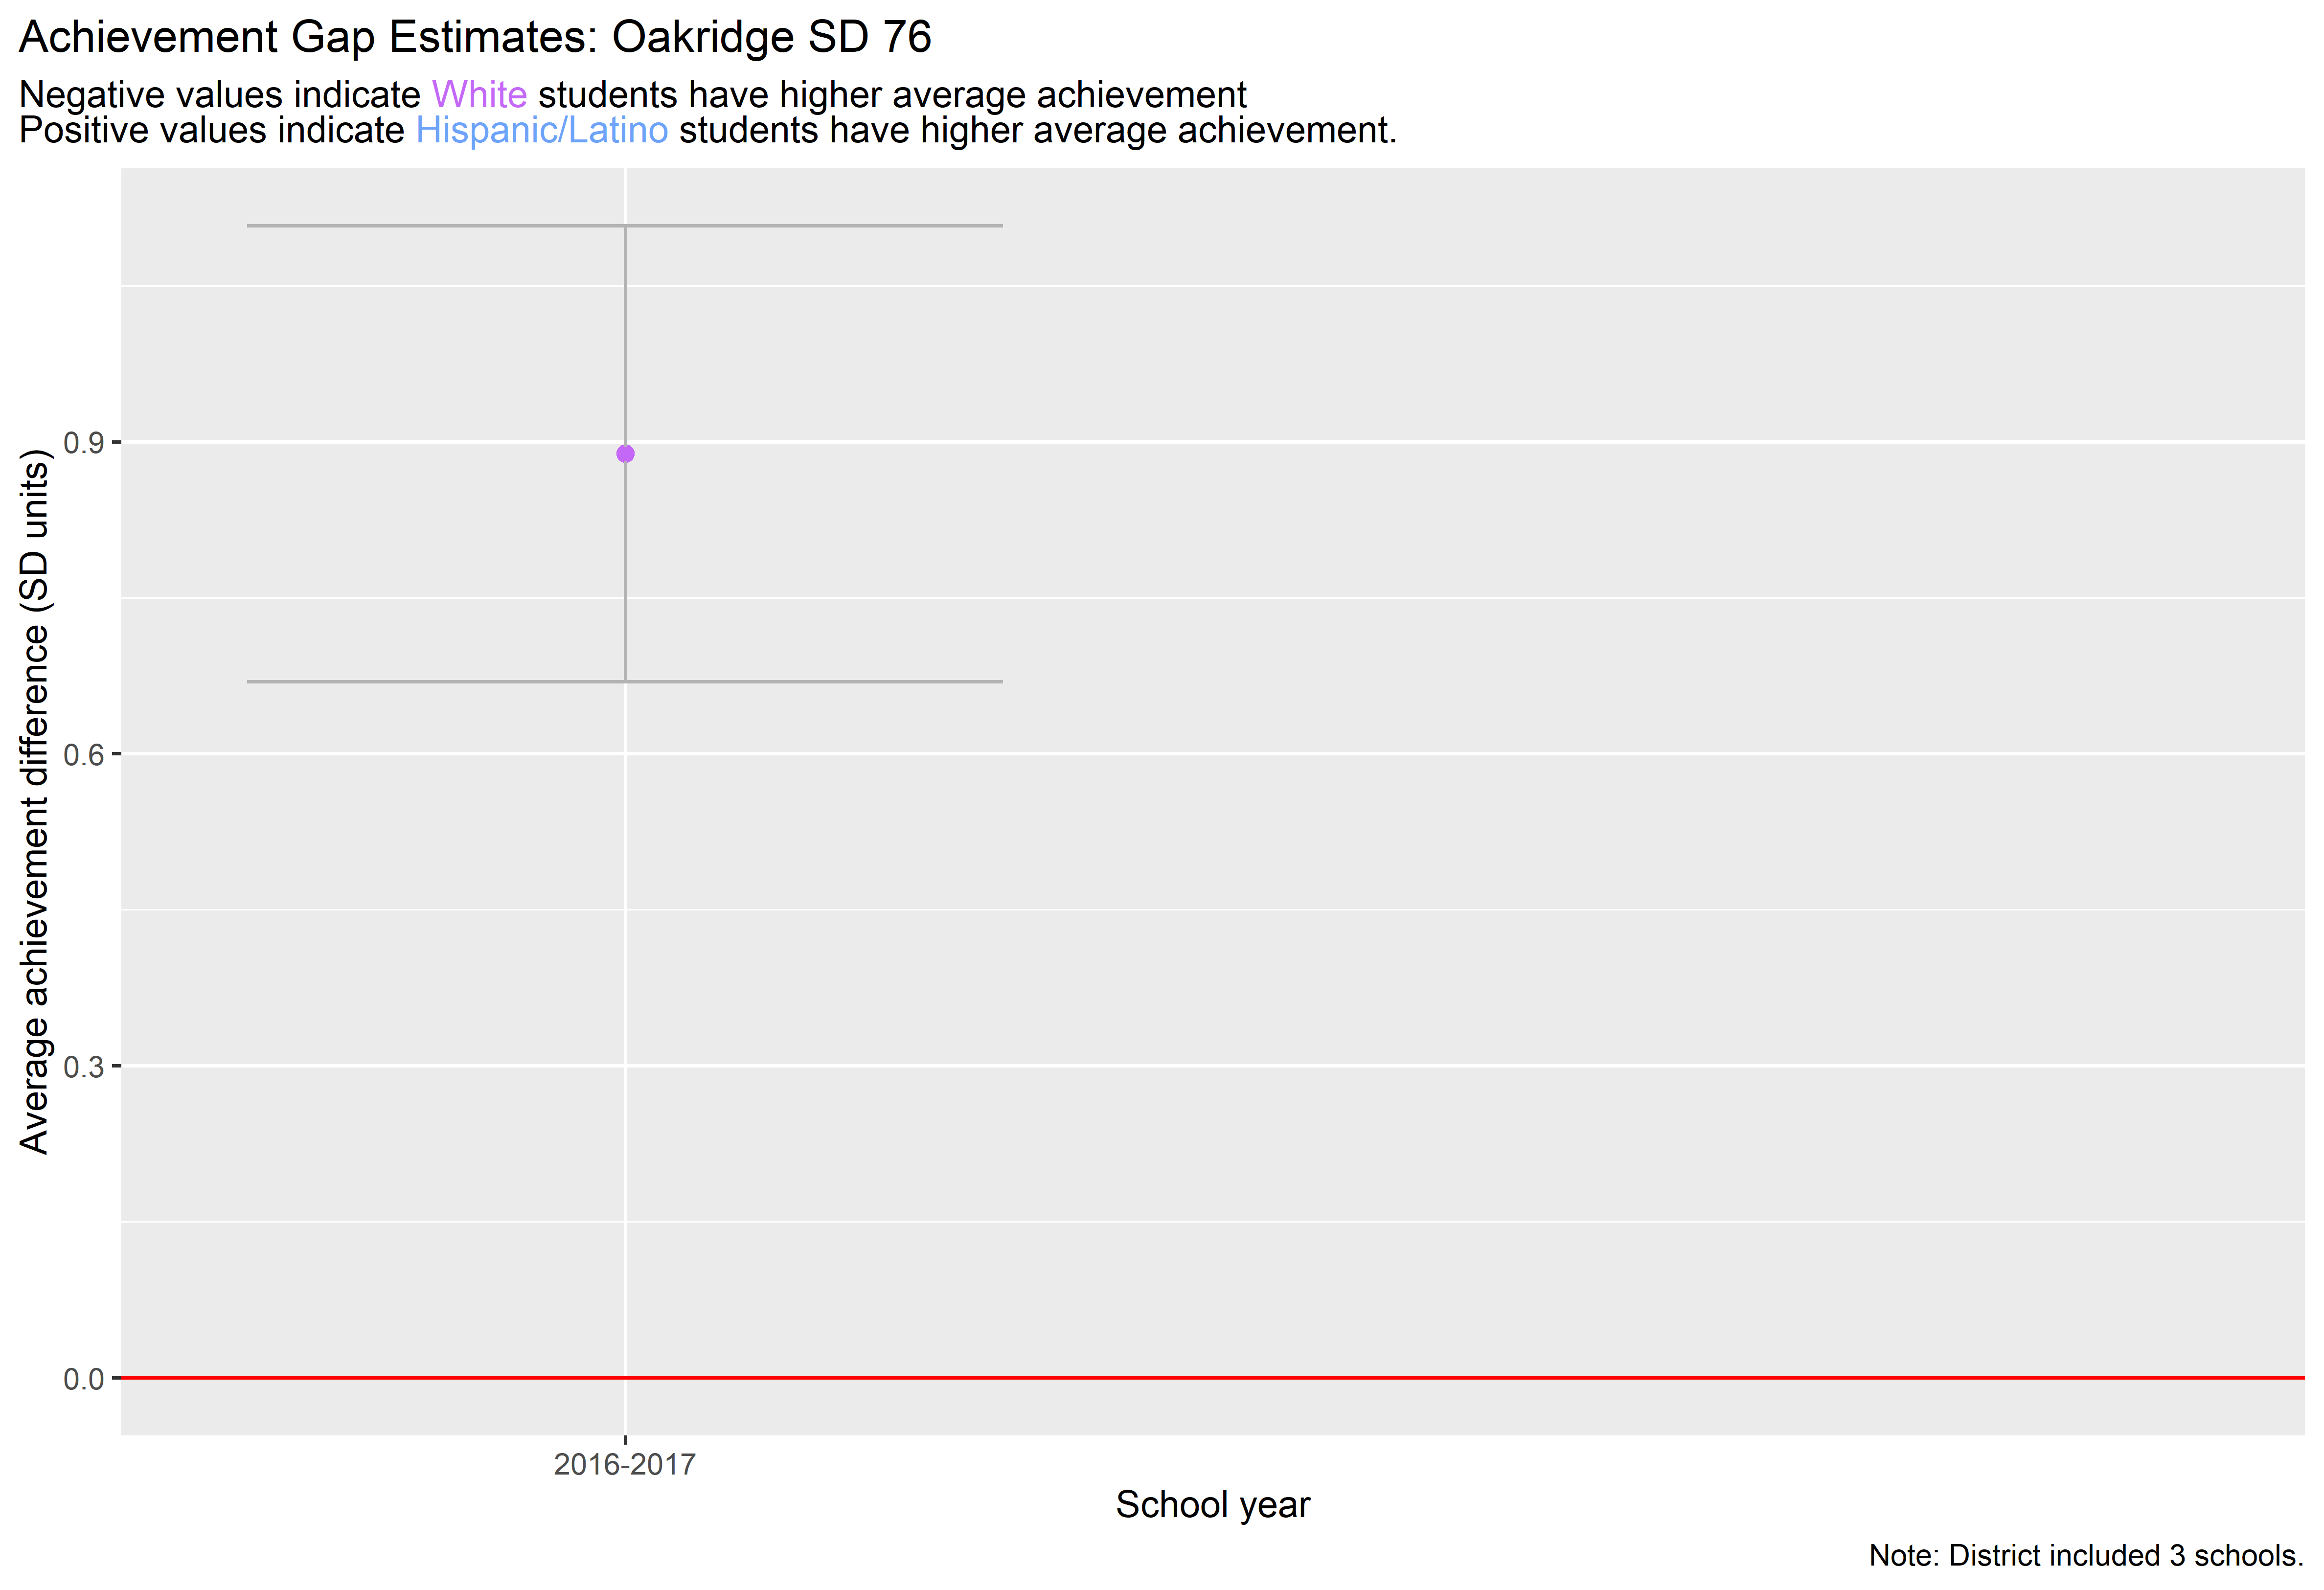 Achievement Gap Estimates: Oakridge SD 76
Negative values indicate White students have higher average achievement
Positive values indicate Hispanic/Latino students have higher average achievement.
Average achievement difference (SD units)
0.9
0.6
0.3
0.0
2016-2017
School year
Note: District included 3 schools.